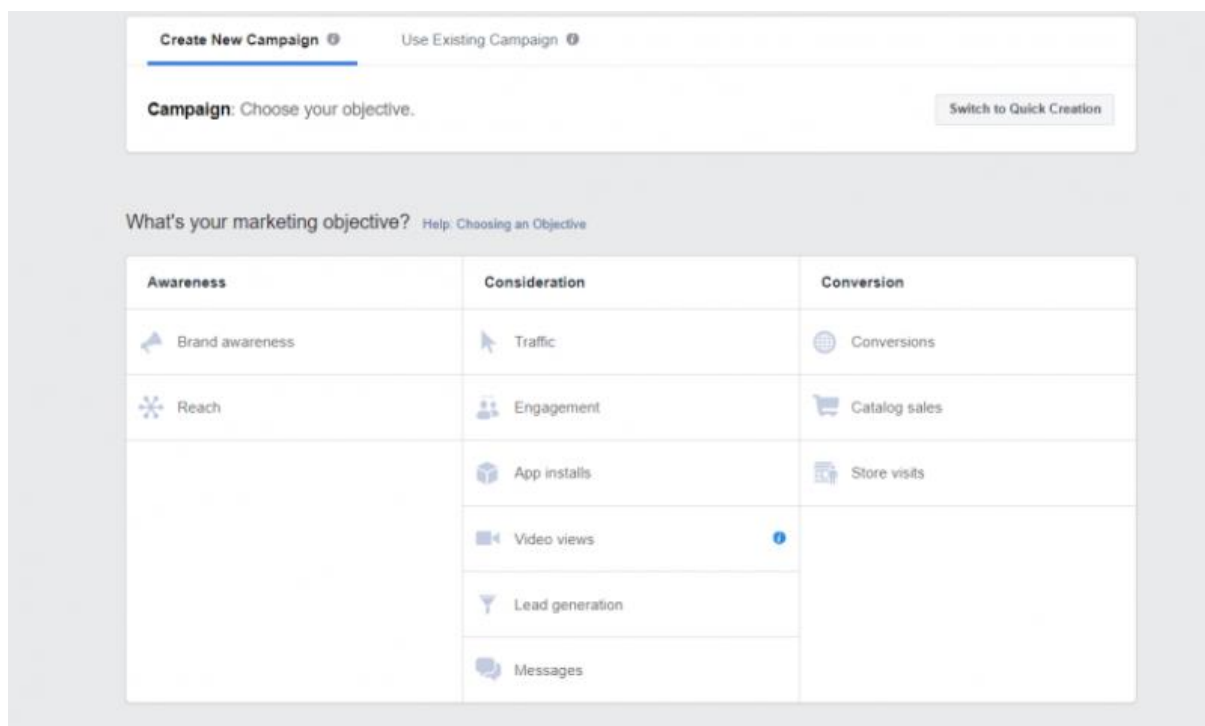 Create New Campaign Use Existing Campaign
Campaign: Choose your objective. Switch to Quick Creation
What's your marketing objective? Help: Choosing an Objective
Awareness Consideration Conversion
Brand awareness Traffic Conversions
Reach Engagement Catalog sales
App installs Store visits
Video views
Lead generation
Messages